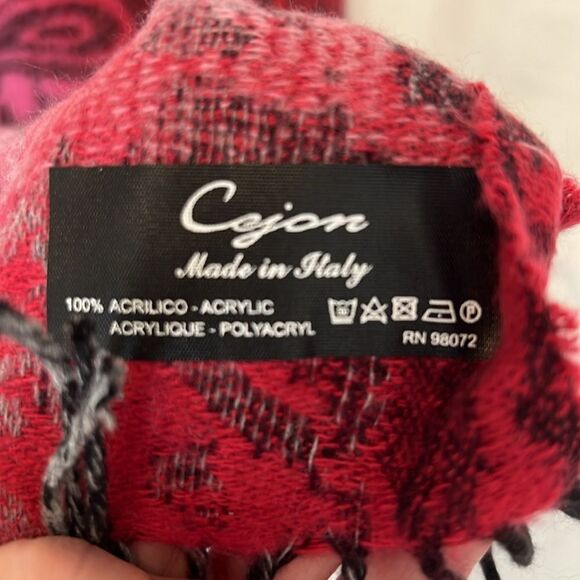 Cejon
Made in Italy
100% ACRILICO - ACRYLIC
ACRYLIQUE - POLYACRYL
P
RN 98072